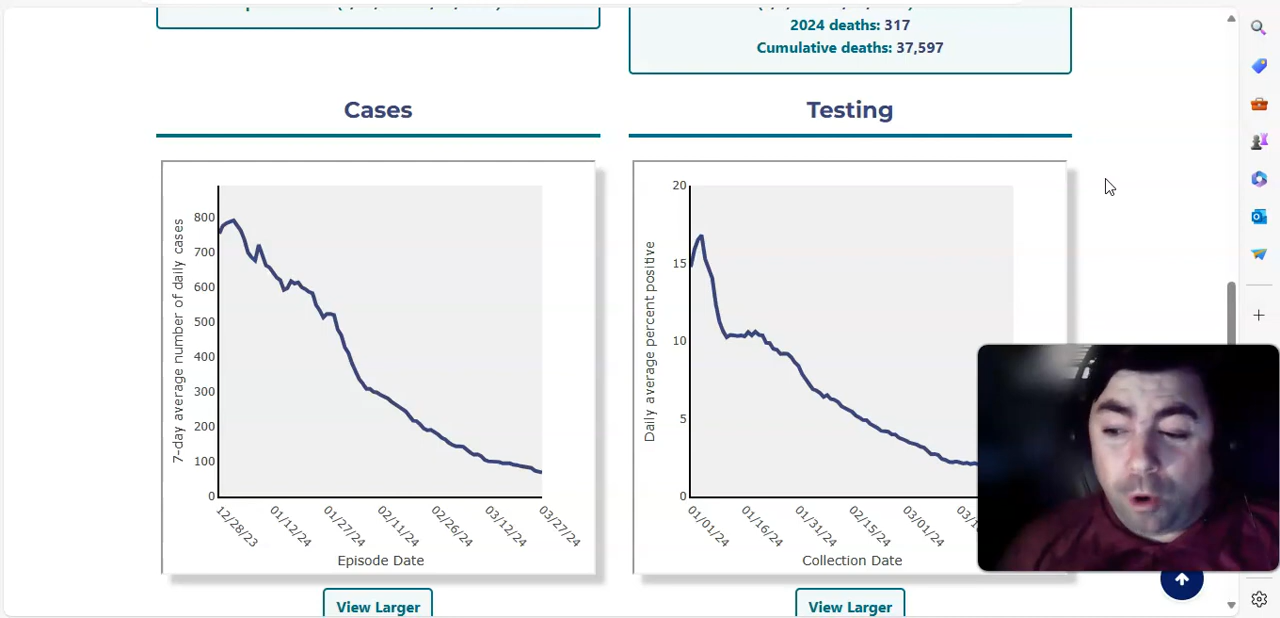 2024 deaths: 317
Cumulative deaths: 37,597
Cases
Testing
7-day average number of daily cases
800
700
600
500
400
300
200
100
0
12/28/23
01/12/24
01/27/24
02/11/24
02/26/24
03/12/24
03/27/24
Episode Date
View Larger
Daily average percent positive
20
15
10
5
0
01/01/24
01/16/24
01/31/24
02/15/24
03/01/24
Collection Date
View Larger